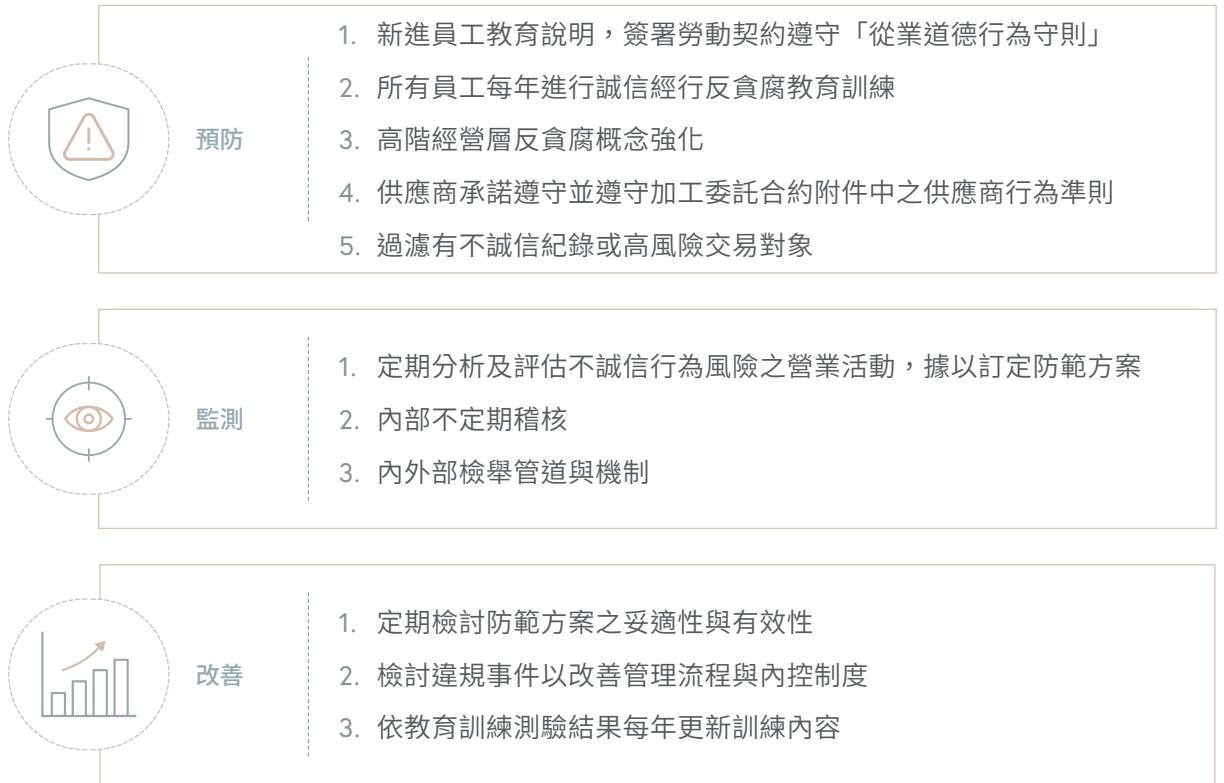 預防
1. 新進員工教育說明，簽署勞動契約遵守「從業道德行為守則」
2. 所有員工每年進行誠信經行反貪腐教育訓練
3. 高階經營層反貪腐概念強化
4. 供應商承諾遵守並遵守加工委託合約附件中之供應商行為準則
5. 過濾有不誠信紀錄或高風險交易對象
監測
1. 定期分析及評估不誠信行為風險之營業活動，據以訂定防範方案
2. 內部不定期稽核
3. 內外部檢舉管道與機制
改善
1. 定期檢討防範方案之妥適性與有效性
2. 檢討違規事件以改善管理流程與內控制度
3. 依教育訓練測驗結果每年更新訓練內容